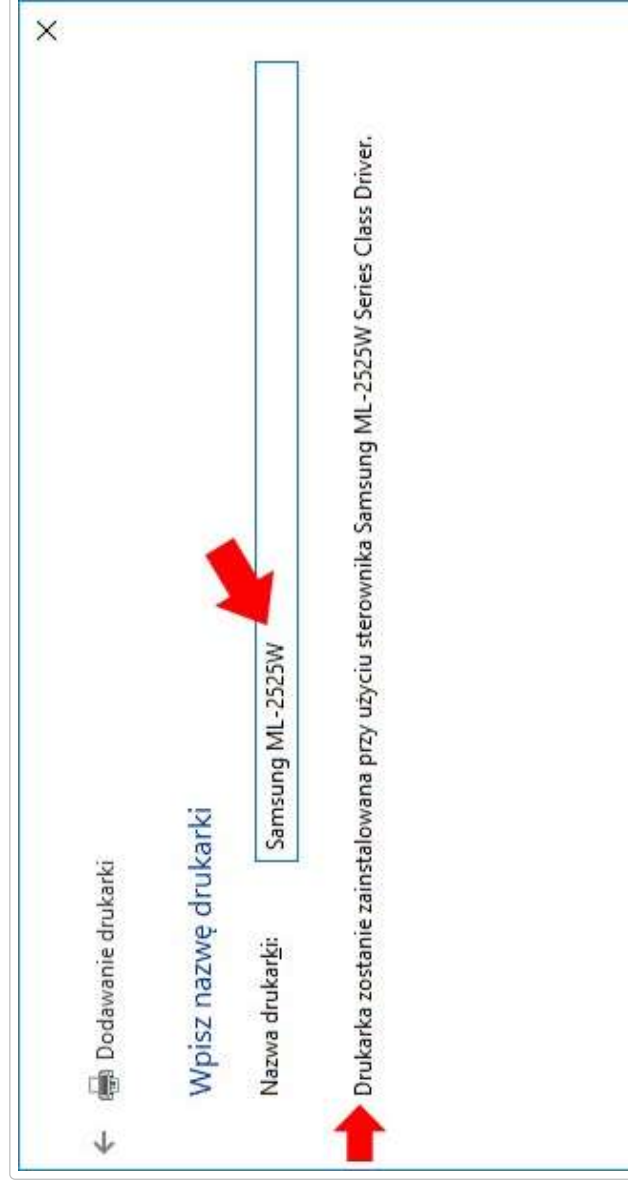 Dodawanie drukarki
Wpisz nazwę drukarki
Nazwa drukarki: Samsung ML-2525W
Drukarka zostanie zainstalowana przy użyciu sterownika Samsung ML-2525W Series Class Driver.